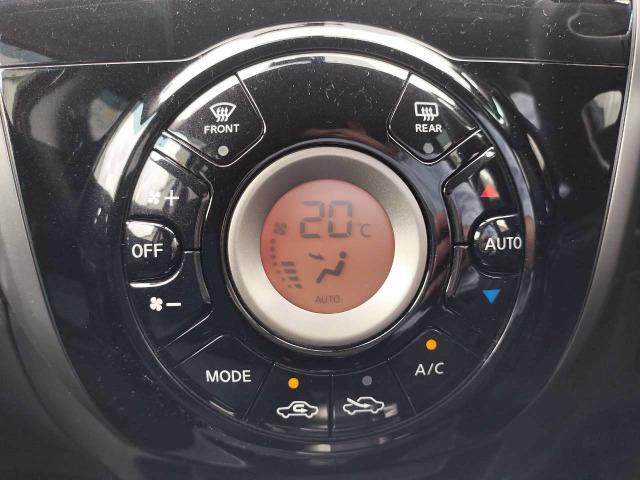 FRONT
REAR
+
OFF
-
20°C
AUTO
AUTO
MODE
A/C